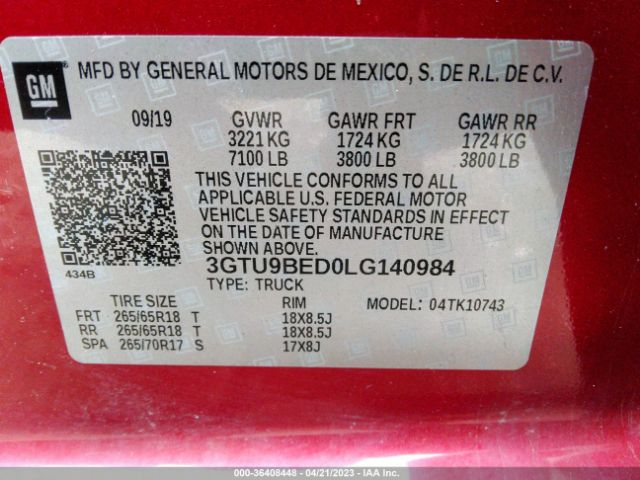 GM
MFD BY GENERAL MOTORS DE MEXICO, S. DE R.L. DE C.V.
09/19 GVWR GAWR FRT GAWR RR
3221 KG 1724 KG 1724 KG
7100 LB 3800 LB 3800 LB
THIS VEHICLE CONFORMS TO ALL
APPLICABLE U.S. FEDERAL MOTOR
VEHICLE SAFETY STANDARDS IN EFFECT
ON THE DATE OF MANUFACTURE
SHOWN ABOVE.
434B 3GTU9BED0LG140984
TYPE: TRUCK
TIRE SIZE RIM MODEL: 04TK10743
FRT 265/65R18 T 18X8.5J
RR 265/65R18 T 18X8.5J
SPA 265/70R17 S 17X8J
000-36408448 - 04/21/2023 - IAA Inc.